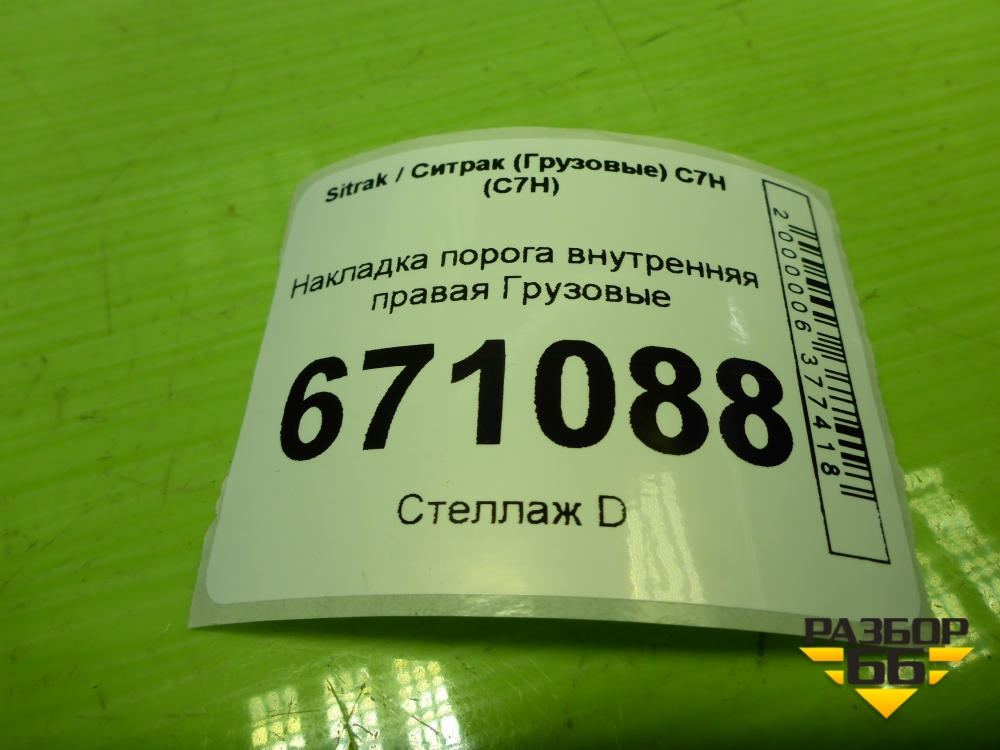 Sitrak / Ситрак (Грузовые) C7H
(C7H)
Накладка порога внутренняя
правая Грузовые
671088
Стеллаж D
2000006377418
РАЗБОР
66